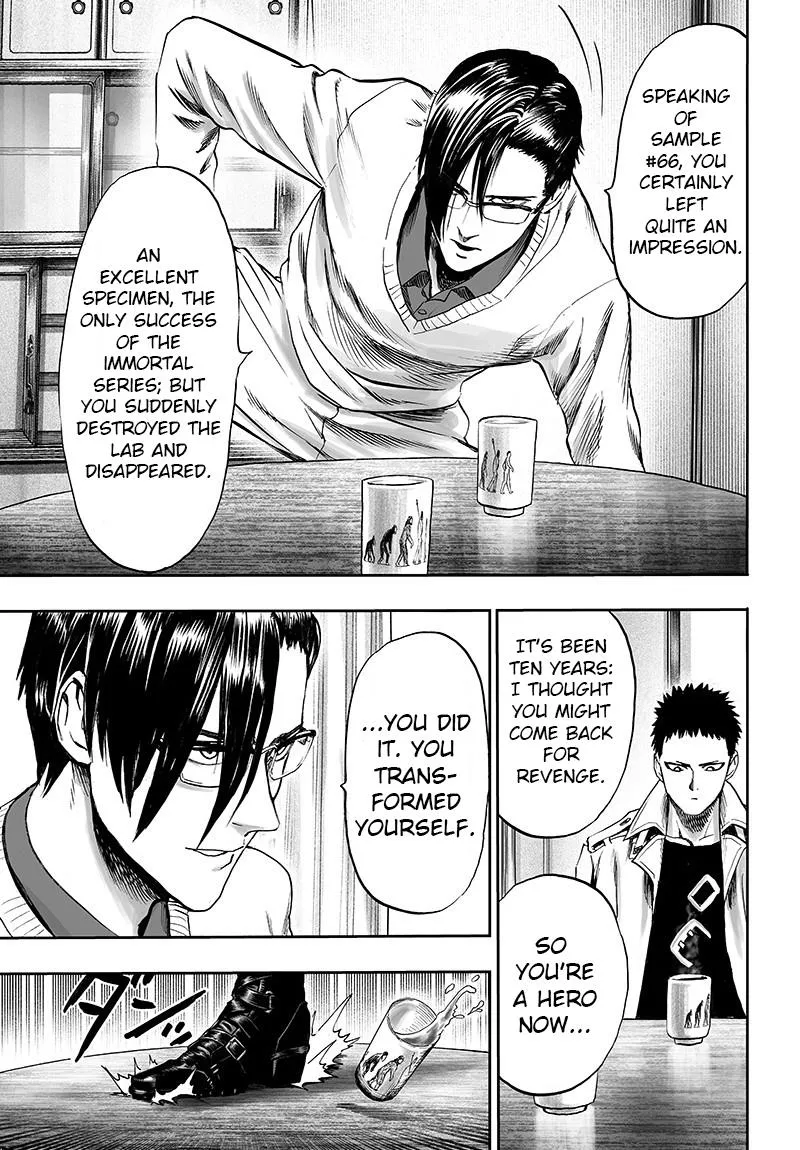 SPEAKING
OF
SAMPLE
#66, YOU
CERTAINLY
LEFT
QUITE AN
IMPRESSION.
AN
EXCELLENT
SPECIMEN, THE
ONLY SUCCESS
OF THE
IMMORTAL
SERIES; BUT
YOU SUDDENLY
DESTROYED THE
LAB AND
DISAPPEARED.
IT'S BEEN
TEN YEARS:
I THOUGHT
YOU MIGHT
COME BACK
FOR
REVENGE.
SO
YOU'RE
A HERO
NOW...
...YOU DID
IT. YOU
TRANS-
FORMED
YOURSELF.
ダン